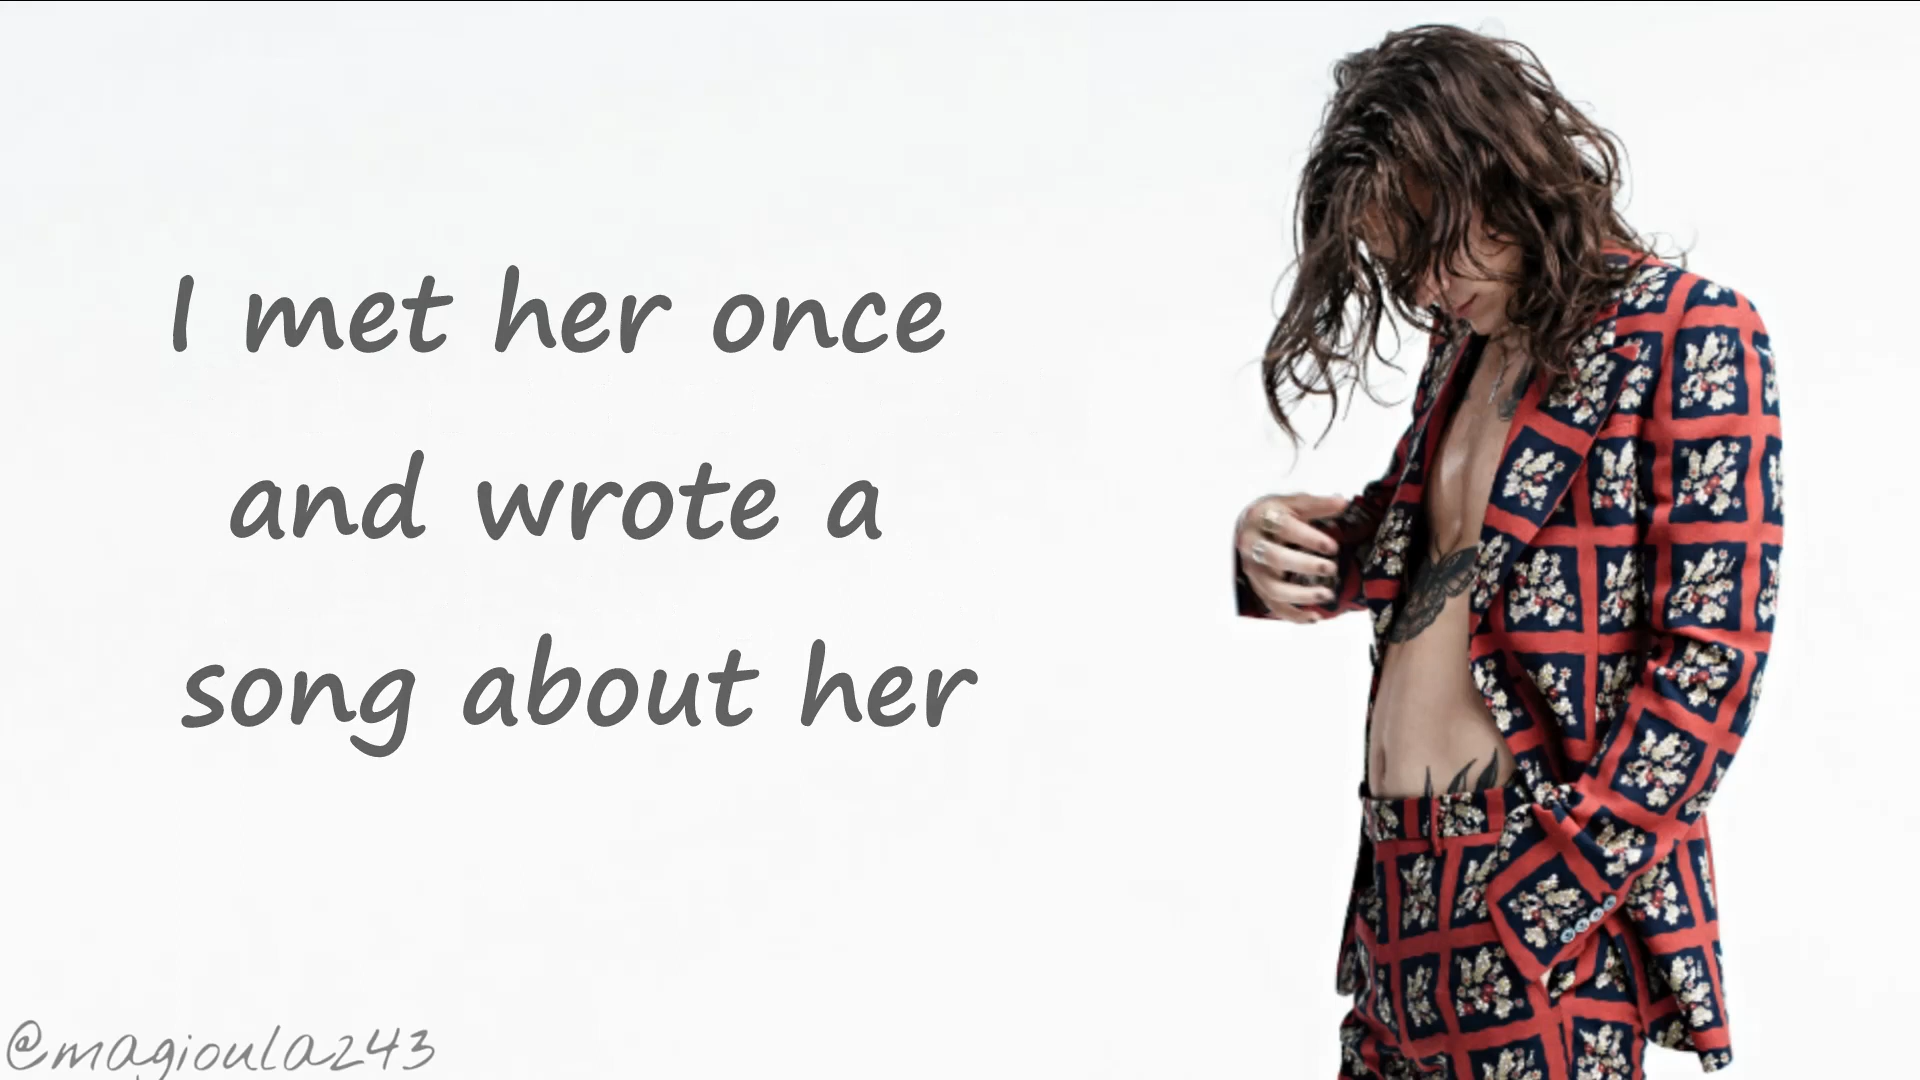 I met her once
and wrote a
song about her
@magioula243